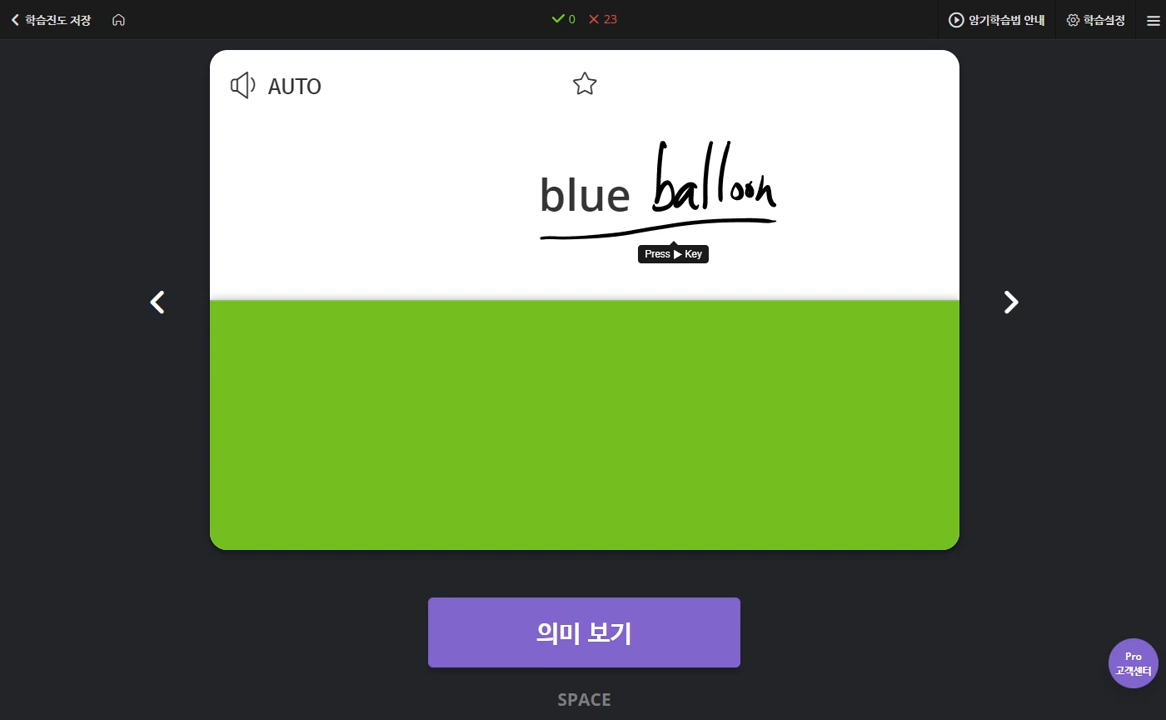 학습진도 저장 0 23 암기학습법 안내 학습설정
AUTO
blue balloon
Press ▶ Key
의미 보기
SPACE
Pro
고객센터